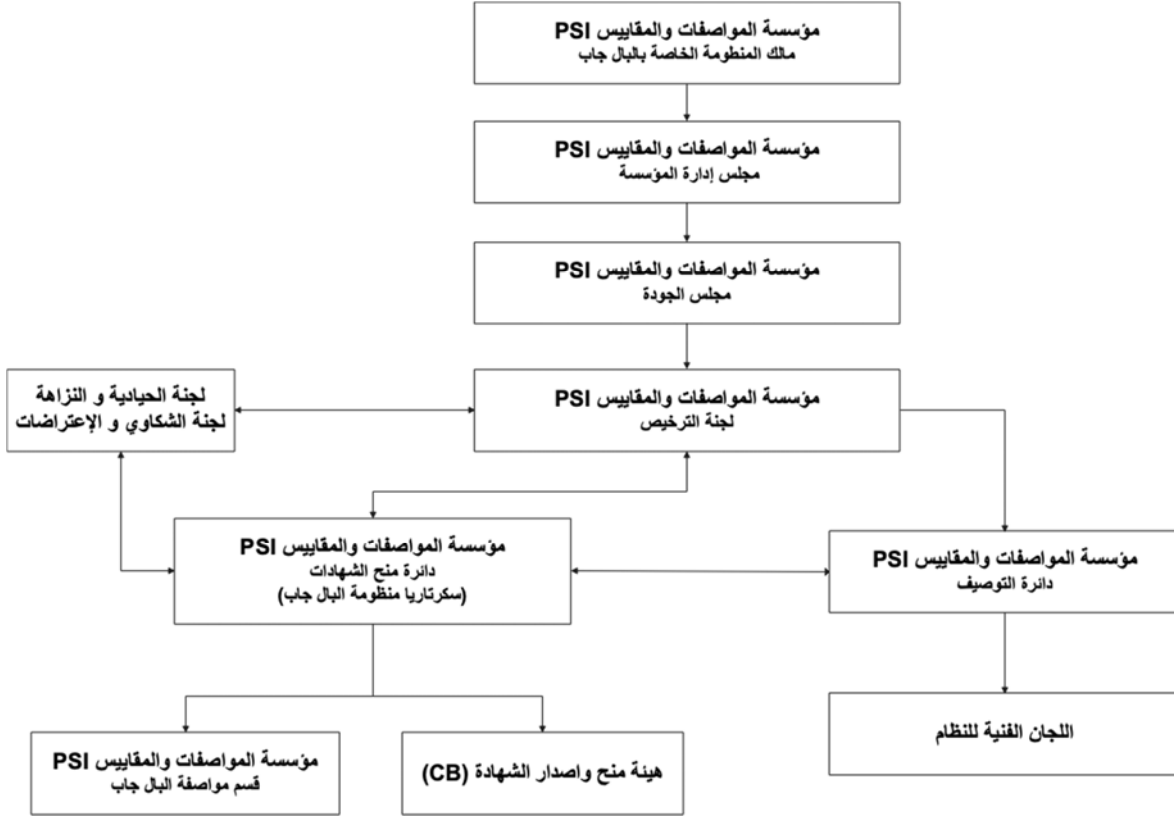 مؤسسة المواصفات والمقاييس PSI
مالك المنظومة الخاصة بالبال جاب
مؤسسة المواصفات والمقاييس PSI
مجلس إدارة المؤسسة
مؤسسة المواصفات والمقاييس PSI
مجلس الجودة
مؤسسة المواصفات والمقاييس PSI
لجنة الترخيص
لجنة الحيادية و النزاهة
لجنة الشكاوي و الإعتراضات
مؤسسة المواصفات والمقاييس PSI
دائرة التوصيف
مؤسسة المواصفات والمقاييس PSI
دائرة منح الشهادات
(سكرتاريا منظومة البال جاب)
اللجان الفنية للنظام
هيئة منح واصدار الشهادة (CB)
مؤسسة المواصفات والمقاييس PSI
قسم مواصفة البال جاب